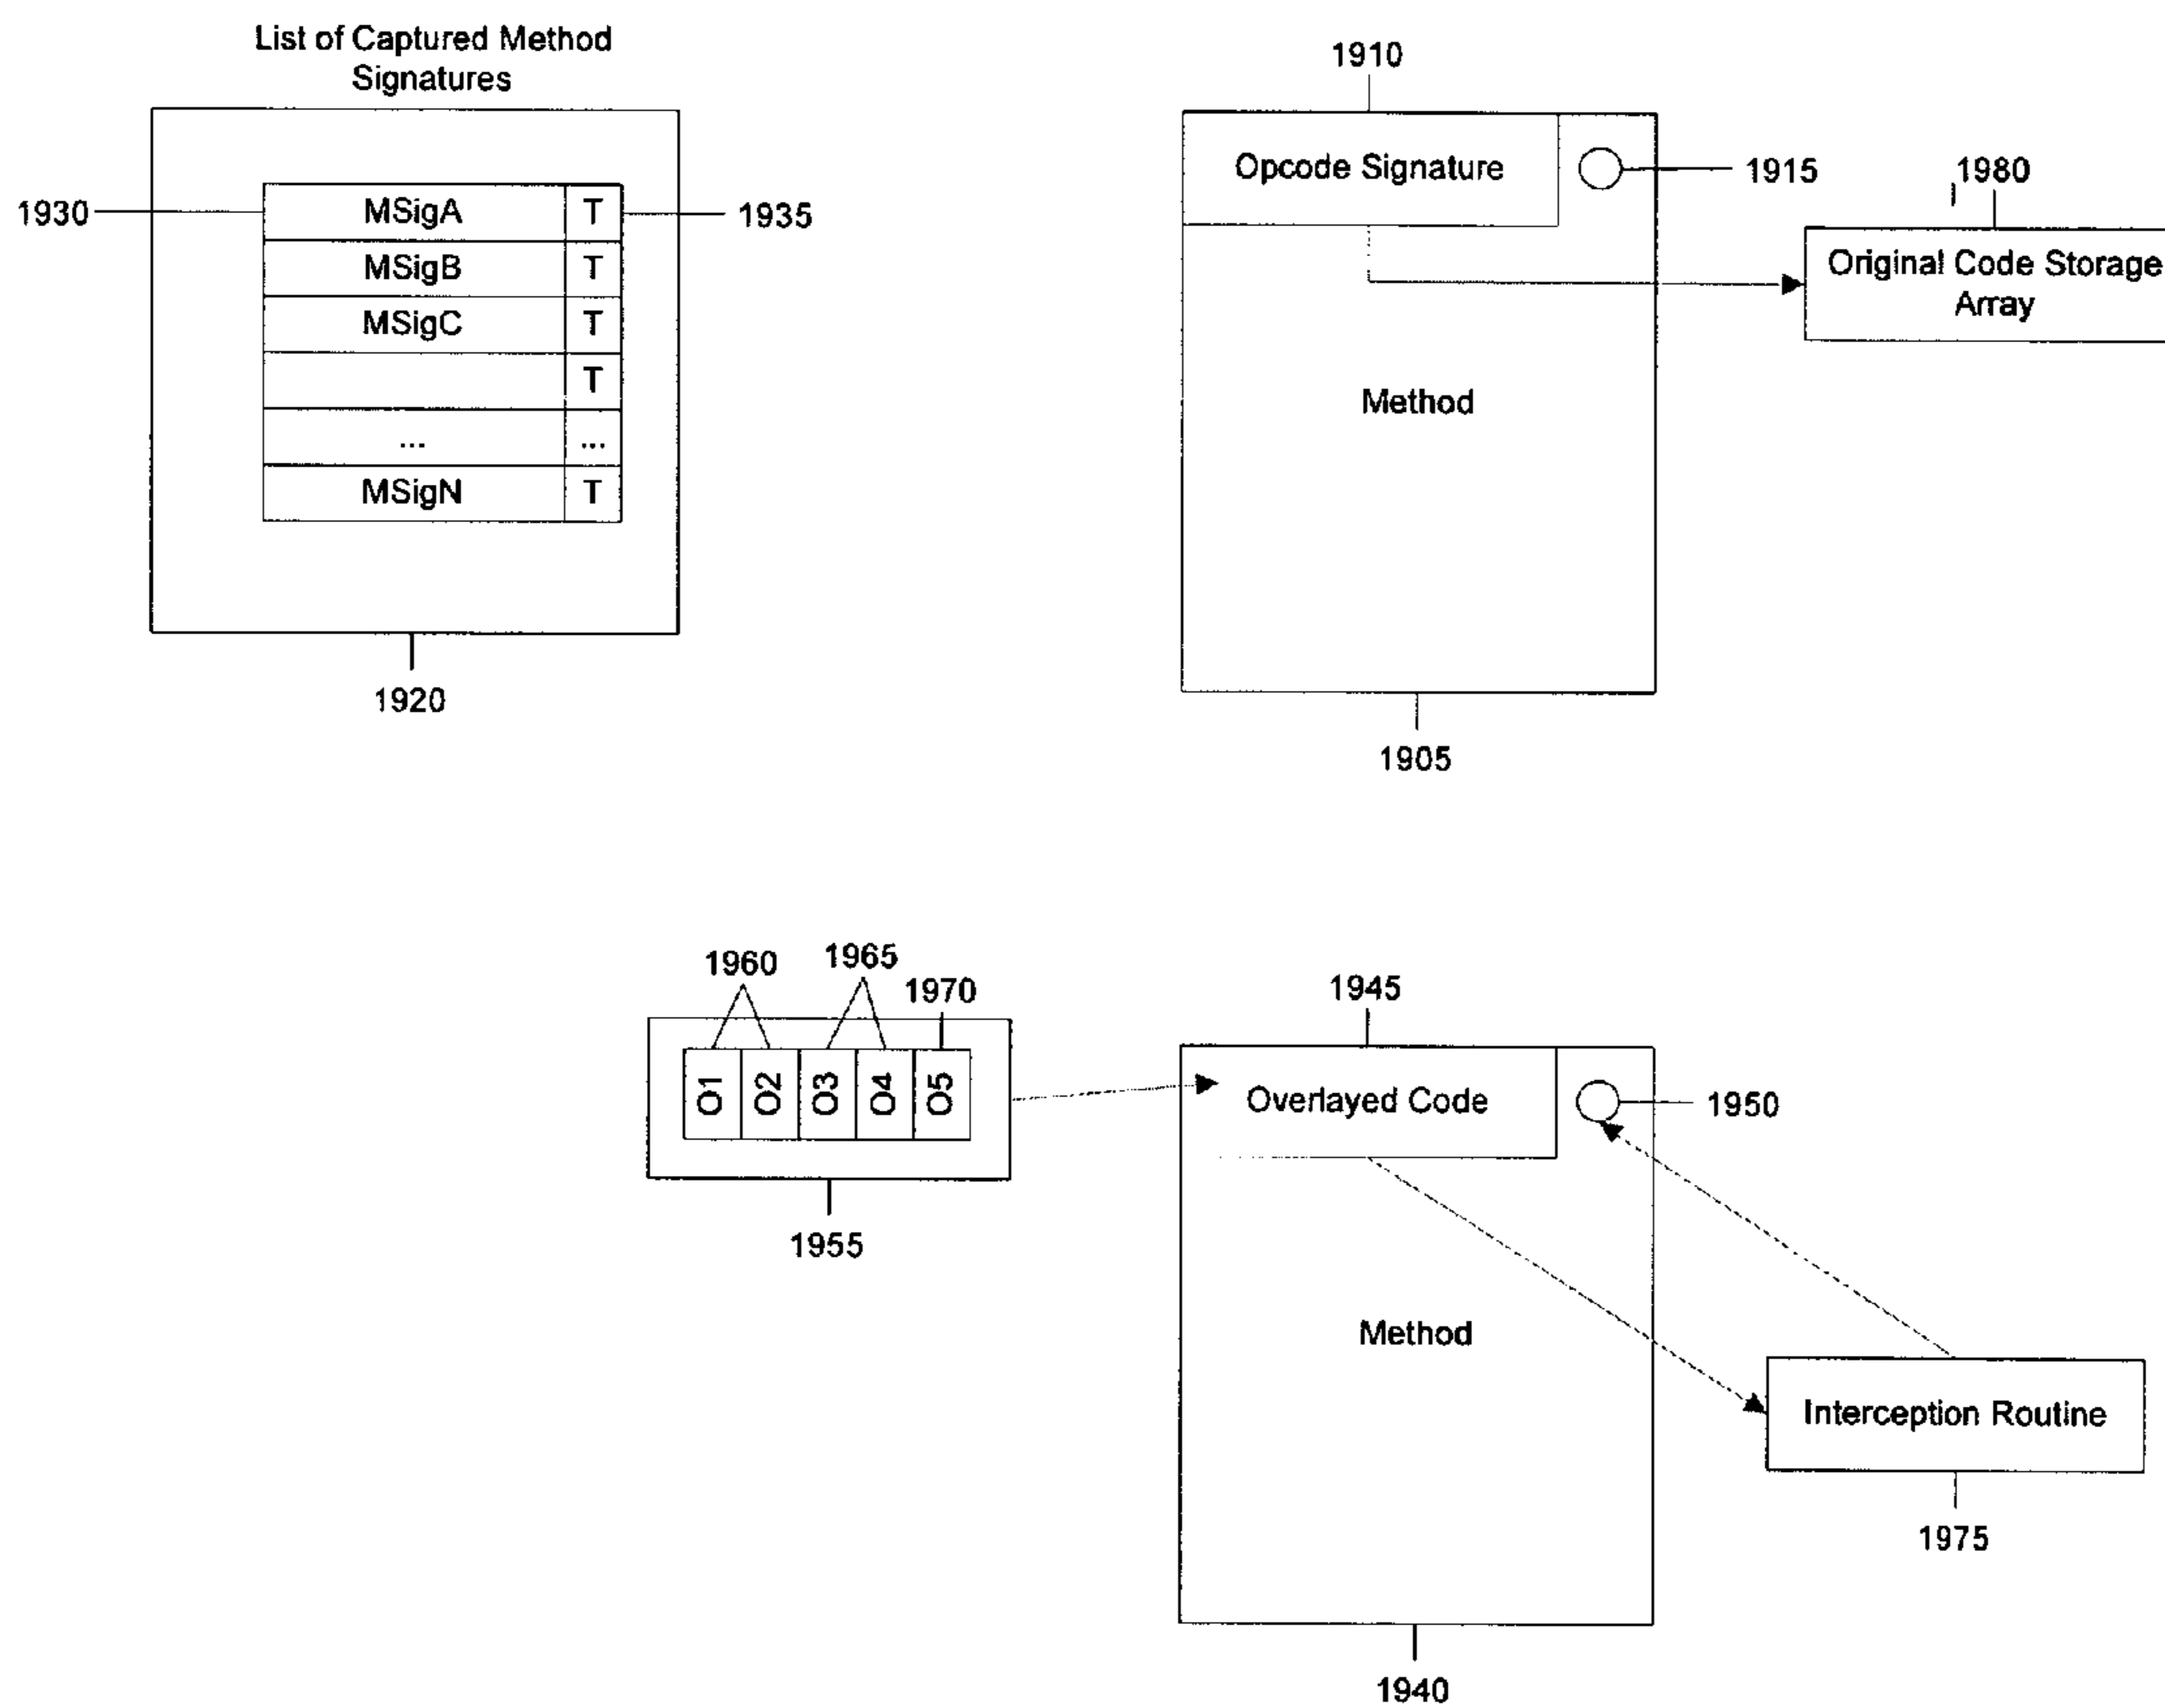 List of Captured Method
Signatures
1930
MSigA T
1935
MSigB T
MSigC T
T
... ...
MSigN T
1920
1910
Opcode Signature
1915
1980
Original Code Storage
Array
Method
1905
1960
1965
1970
O1 O2 O3 O4 O5
1955
1945
Overlayed Code
1950
Method
Interception Routine
1975
1940